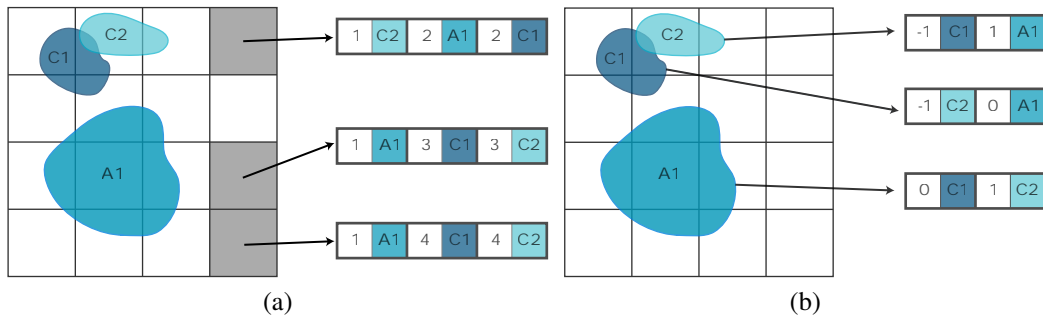 C2
1 C2 2 A1 2 C1
C1
1 A1 3 C1 3 C2
A1
1 A1 4 C1 4 C2
(a)
C2
-1 C1 1 A1
C1
-1 C2 0 A1
A1
0 C1 1 C2
(b)